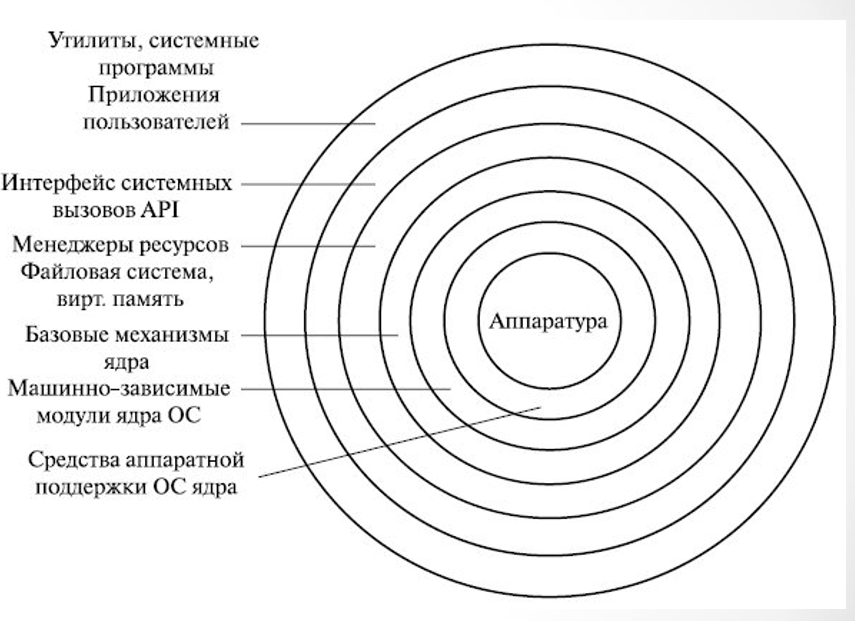 Утилиты, системные
программы
Приложения
пользователей
Интерфейс системных
вызовов API
Менеджеры ресурсов
Файловая система,
вирт. память
Базовые механизмы
ядра
Машинно-зависимые
модули ядра ОС
Средства аппаратной
поддержки ОС ядра
Аппаратура